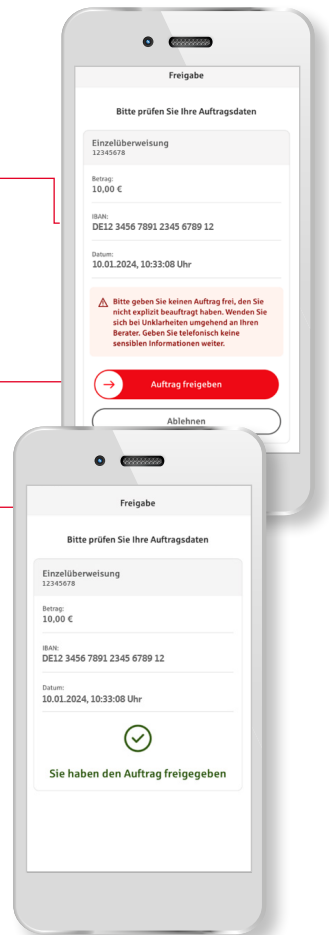 Freigabe
Bitte prüfen Sie Ihre Auftragsdaten
Einzelüberweisung
12345678
Betrag:
10,00 €
IBAN:
DE12 3456 7891 2345 6789 12
Datum:
10.01.2024, 10:33:08 Uhr
Bitte geben Sie keinen Auftrag frei, den Sie
nicht explizit beauftragt haben. Wenden Sie
sich bei Unklarheiten umgehend an Ihren
Berater. Geben Sie telefonisch keine
sensiblen Informationen weiter.
Auftrag freigeben
Ablehnen
Freigabe
Bitte prüfen Sie Ihre Auftragsdaten
Einzelüberweisung
12345678
Betrag:
10,00 €
IBAN:
DE12 3456 7891 2345 6789 12
Datum:
10.01.2024, 10:33:08 Uhr
Sie haben den Auftrag freigegeben